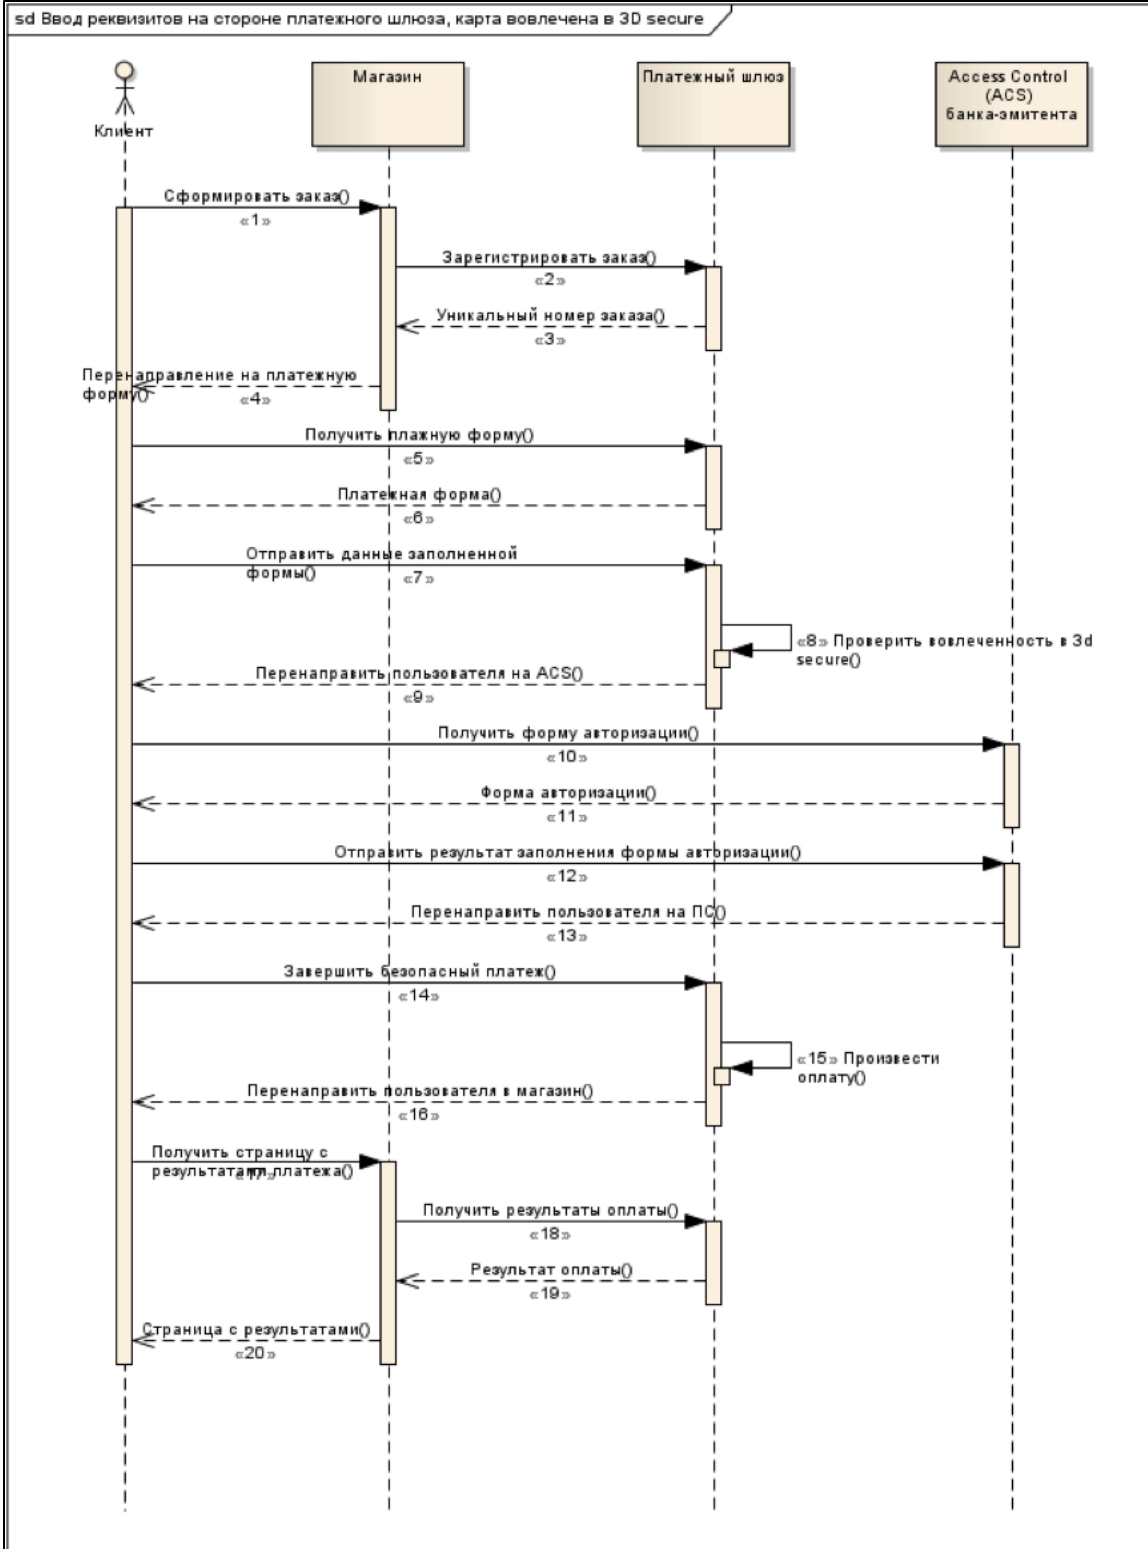 sd Ввод реквизитов на стороне платежного шлюза, карта вовлечена в 3D secure
Клиент
Магазин
Платежный шлюз
Access Control
(ACS)
банка-эмитента
Сформировать заказ()
«1»
Зарегистрировать заказ()
«2»
Уникальный номер заказа()
«3»
Перенаправление на платежную
форму()
«4»
Получить плажную форму()
«5»
Платежная форма()
«6»
Отправить данные заполненной
формы()
«7»
«8» Проверить вовлеченность в 3d
secure()
Перенаправить пользователя на ACS()
«9»
Получить форму авторизации()
«10»
Форма авторизации()
«11»
Отправить результат заполнения формы авторизации()
«12»
Перенаправить пользователя на ПС()
«13»
Завершить безопасный платеж()
«14»
«15» Произвести
оплату()
Перенаправить пользователя в магазин()
«16»
Получить страницу с
результатами платежа()
«17»
Получить результаты оплаты()
«18»
Результат оплаты()
«19»
Страница с результатами()
«20»